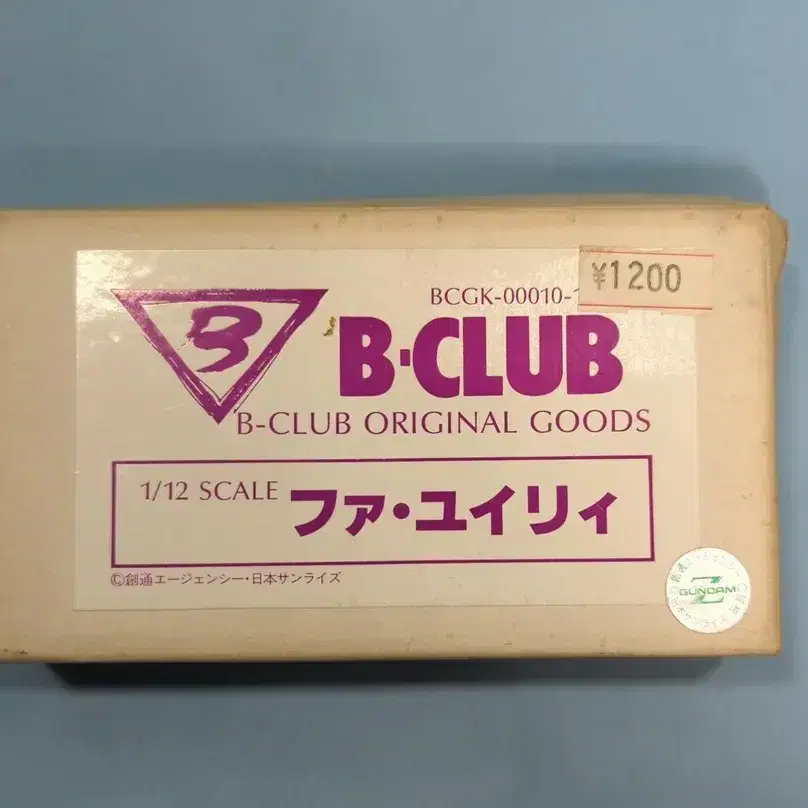 ¥1200
BCGK-00010-
B
B·CLUB
B-CLUB ORIGINAL GOODS
1/12 SCALE ファ・ユイリィ
©創通エージェンシー・日本サンライズ
Z
GUNDAM